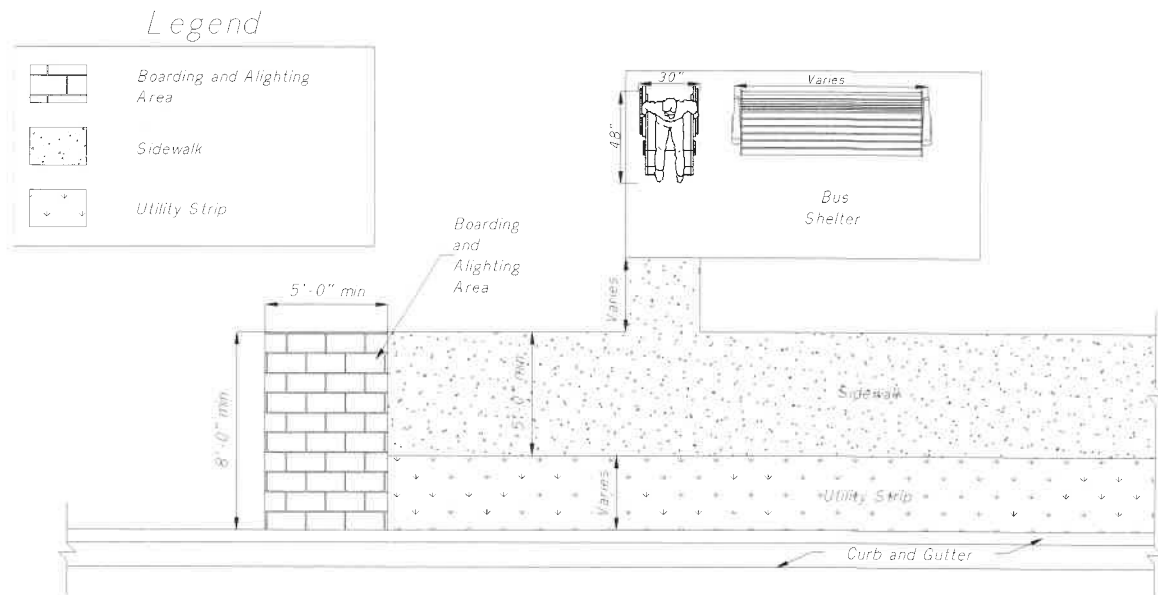 Legend
Boarding and Alighting
Area
Sidewalk
Utility Strip
30"
Varies
48"
Bus
Shelter
Boarding
and
Alighting
Area
5'-0" min
Varies
8'-0" min.
5'-0" min.
Sidewalk
Varies
Utility Strip
Curb and Gutter